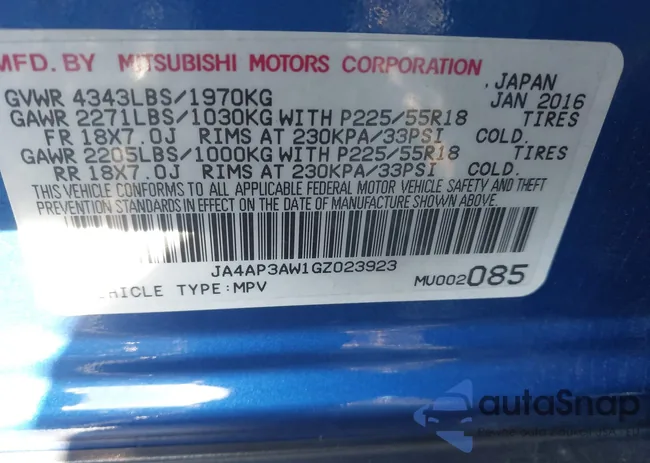 MFD. BY MITSUBISHI MOTORS CORPORATION
, JAPAN
GVWR 4343LBS/1970KG JAN 2016
GAWR 2271LBS/1030KG WITH P225/55R18 TIRES
FR 18X7.0J RIMS AT 230KPA/33PSI COLD.
GAWR 2205LBS/1000KG WITH P225/55R18 TIRES
RR 18X7.0J RIMS AT 230KPA/33PSI COLD.
THIS VEHICLE CONFORMS TO ALL APPLICABLE FEDERAL MOTOR VEHICLE SAFETY AND THEFT
PREVENTION STANDARDS IN EFFECT ON THE DATE OF MANUFACTURE SHOWN ABOVE.
JA4AP3AW1GZ023923
MU002085
EHICLE TYPE:MPV
autoSnap